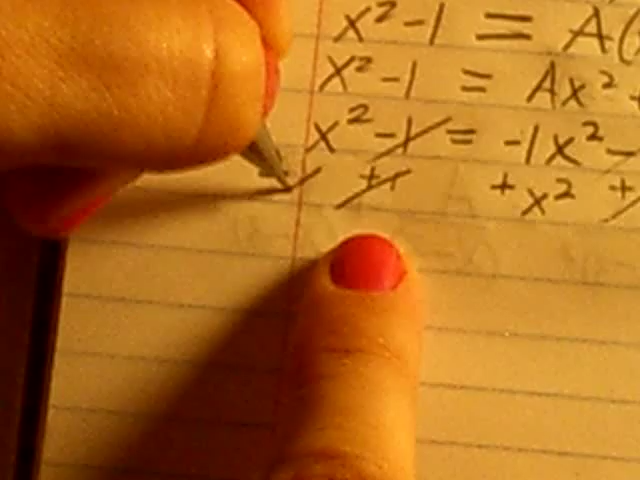 x² - 1 = A(
x² - 1 = Ax² +
x² - 1 = -1x² -
+1 + x² +